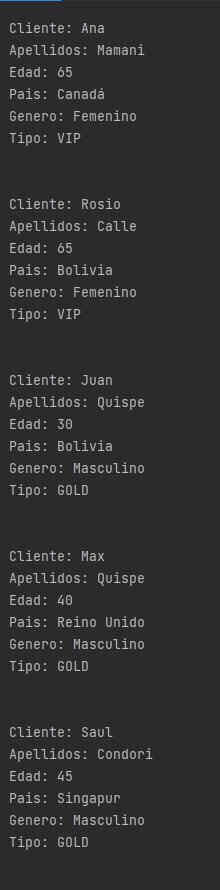 Cliente: Ana
Apellidos: Mamani
Edad: 65
Pais: Canadá
Genero: Femenino
Tipo: VIP
Cliente: Rosio
Apellidos: Calle
Edad: 65
Pais: Bolivia
Genero: Femenino
Tipo: VIP
Cliente: Juan
Apellidos: Quispe
Edad: 30
Pais: Bolivia
Genero: Masculino
Tipo: GOLD
Cliente: Max
Apellidos: Quispe
Edad: 40
Pais: Reino Unido
Genero: Masculino
Tipo: GOLD
Cliente: Saul
Apellidos: Condori
Edad: 45
Pais: Singapur
Genero: Masculino
Tipo: GOLD